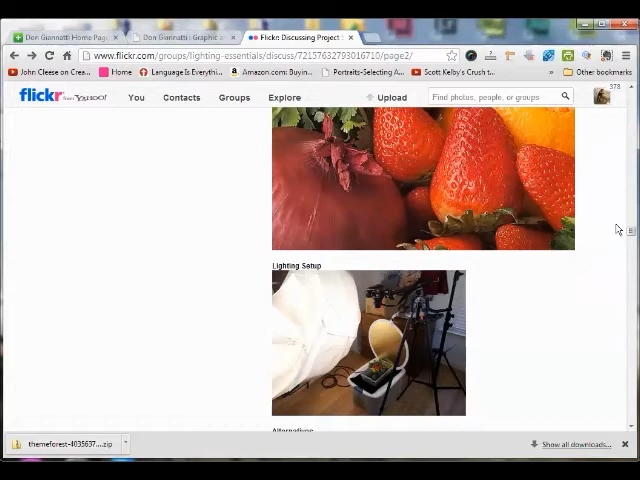 Don Giannatti Home Page
Don Giannatti : Graphic a
Flickr: Discussing Project S
www.flickr.com/groups/lighting-essentials/discuss/72157632793016710/page2/
John Cleese on Crea
Home
Language Is Everythi
Amazon.com: Buyin
Portraits-Selecting A
Scott Kelby's Crush t
Other bookmarks
flickr from YAHOO!
You
Contacts
Groups
Explore
Upload
Find photos, people, or groups
378
Lighting Setup
Alternatives
themeforest-4035637....zip
Show all downloads...